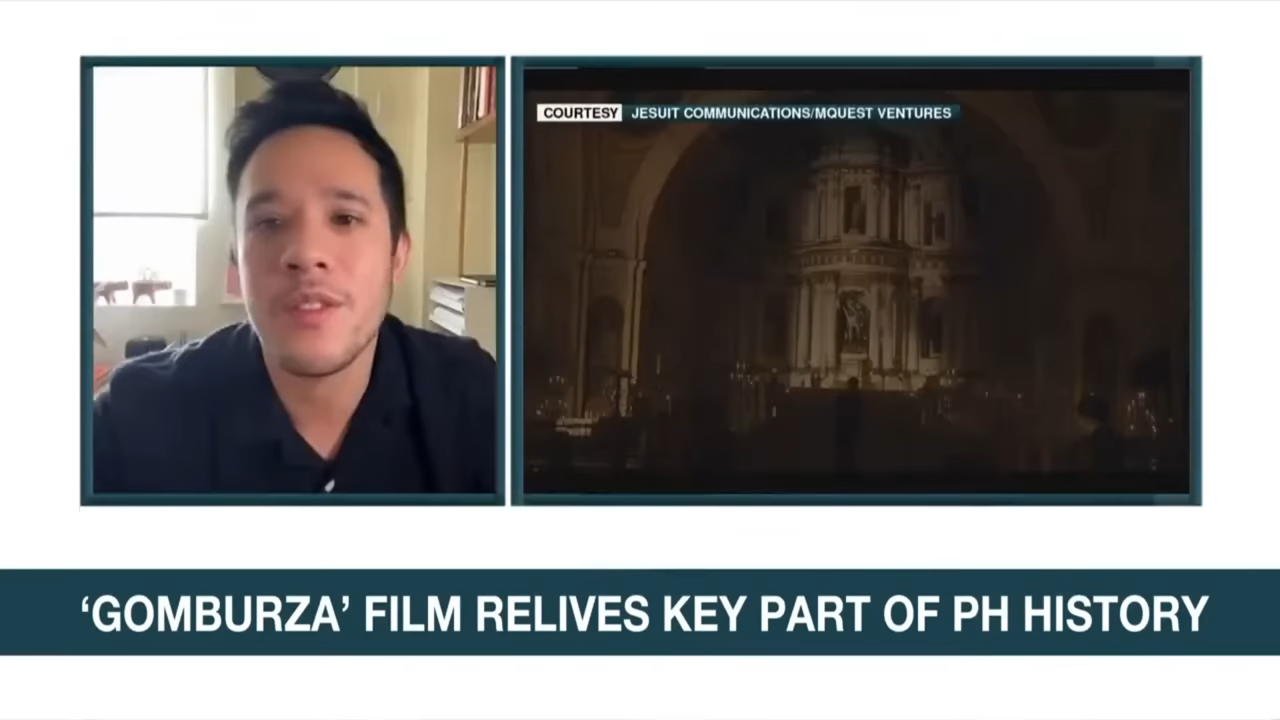 COURTESY JESUIT COMMUNICATIONS/MQUEST VENTURES
‘GOMBURZA’ FILM RELIVES KEY PART OF PH HISTORY